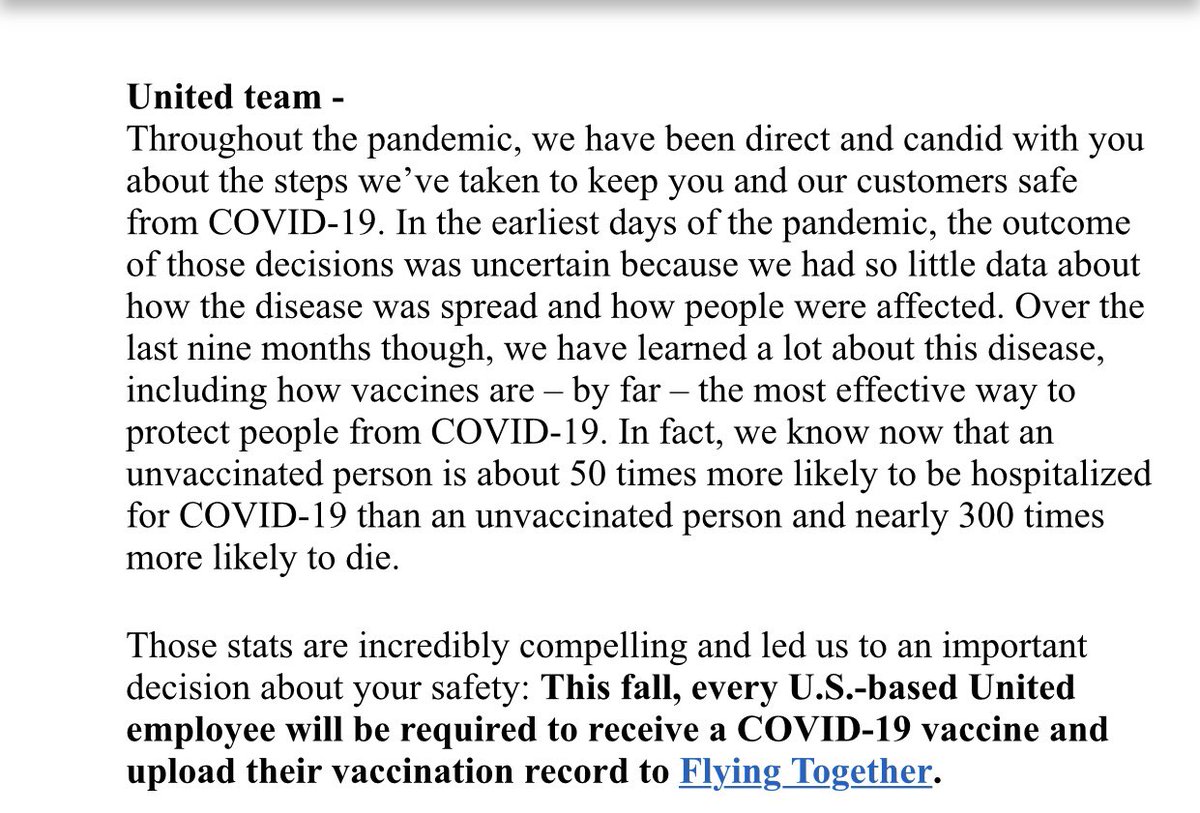 United team -
Throughout the pandemic, we have been direct and candid with you
about the steps we’ve taken to keep you and our customers safe
from COVID-19. In the earliest days of the pandemic, the outcome
of those decisions was uncertain because we had so little data about
how the disease was spread and how people were affected. Over the
last nine months though, we have learned a lot about this disease,
including how vaccines are – by far – the most effective way to
protect people from COVID-19. In fact, we know now that an
unvaccinated person is about 50 times more likely to be hospitalized
for COVID-19 than an unvaccinated person and nearly 300 times
more likely to die.
Those stats are incredibly compelling and led us to an important
decision about your safety: This fall, every U.S.-based United
employee will be required to receive a COVID-19 vaccine and
upload their vaccination record to Flying Together.